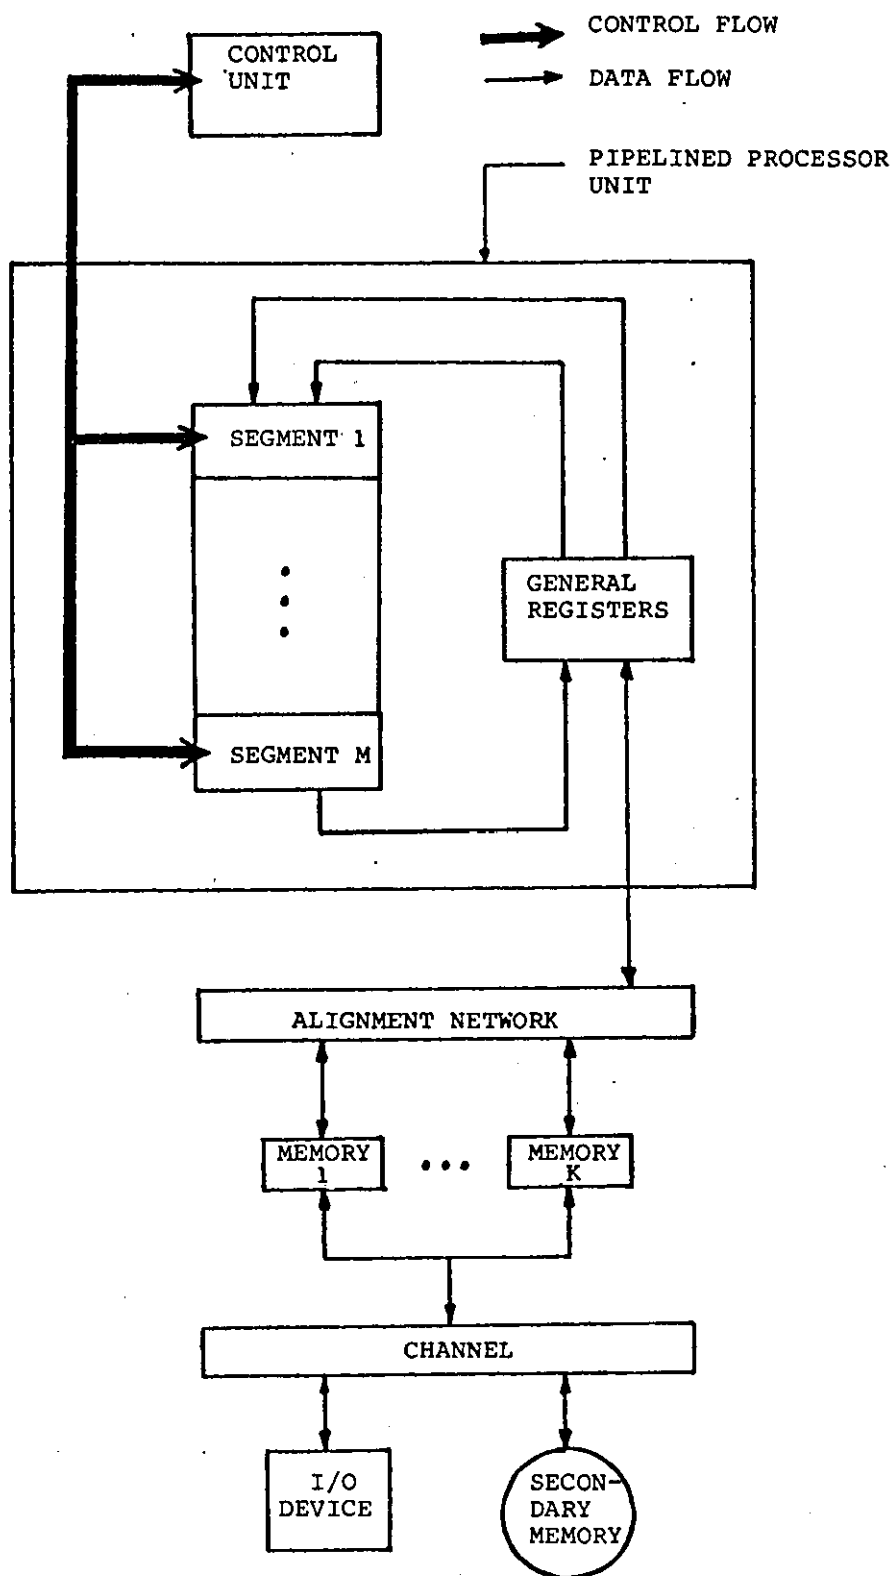 CONTROL FLOW
CONTROL
UNIT
DATA FLOW
PIPELINED PROCESSOR
UNIT
SEGMENT 1
GENERAL
REGISTERS
SEGMENT M
ALIGNMENT NETWORK
MEMORY
1
MEMORY
K
CHANNEL
I/O
DEVICE
SECON-
DARY
MEMORY